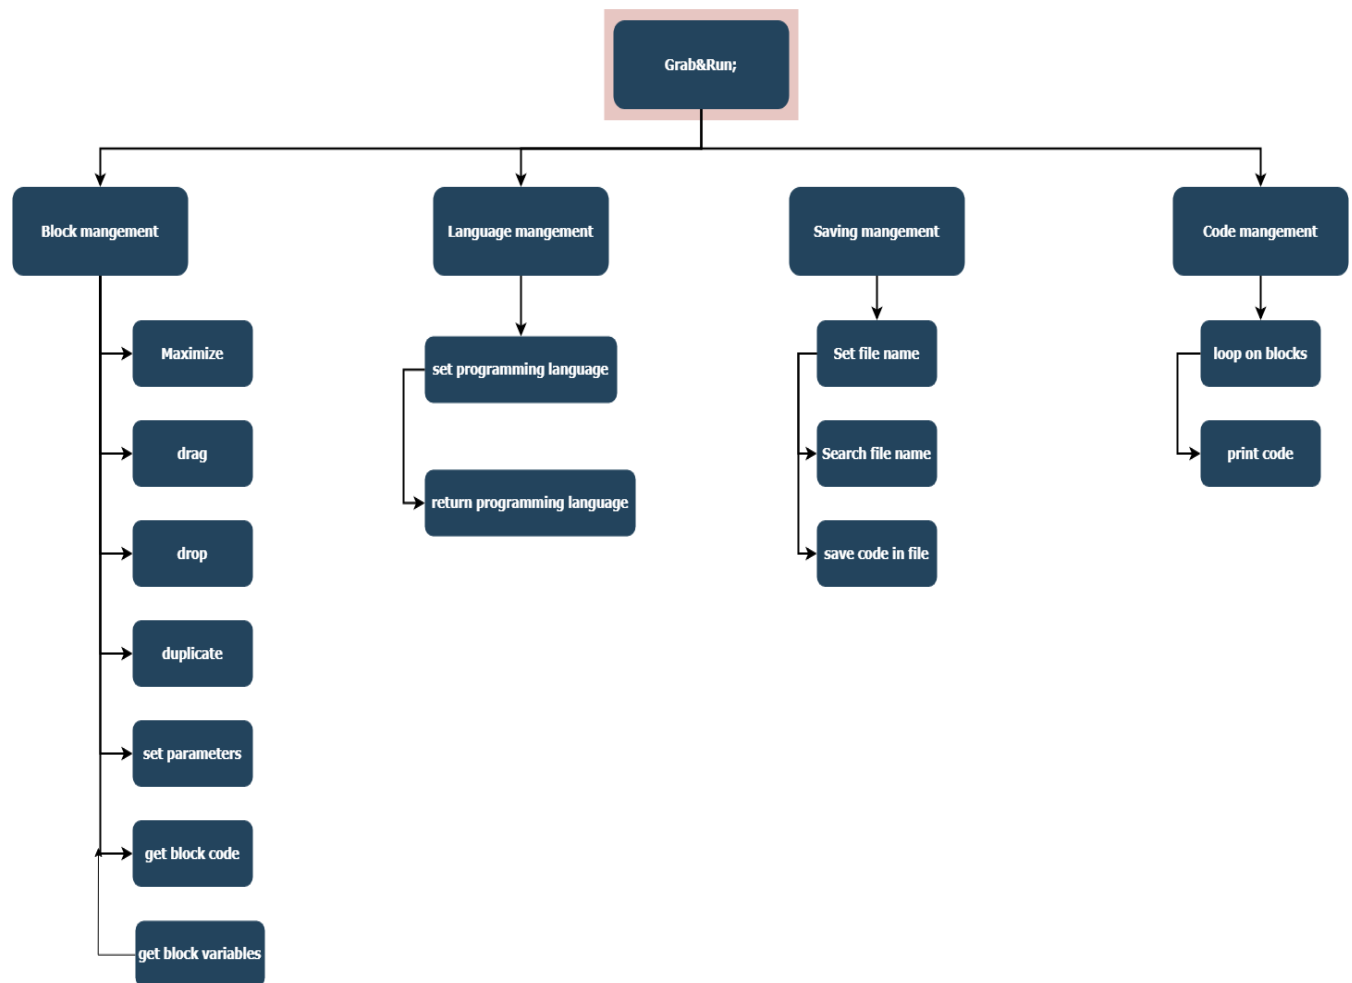 Grab&Run;
Block mangement
Language mangement
Saving mangement
Code mangement
Maximize
drag
drop
duplicate
set parameters
get block code
get block variables
set programming language
return programming language
Set file name
Search file name
save code in file
loop on blocks
print code